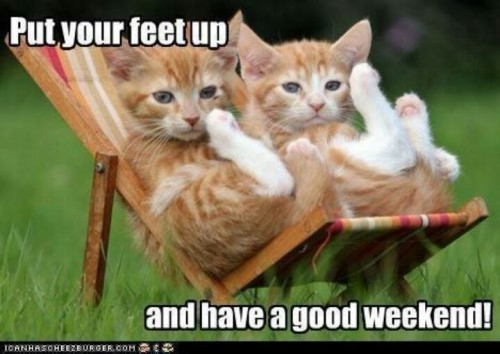 Put your feet up
and have a good weekend!
ICANHASCHEEZBURGER.COM